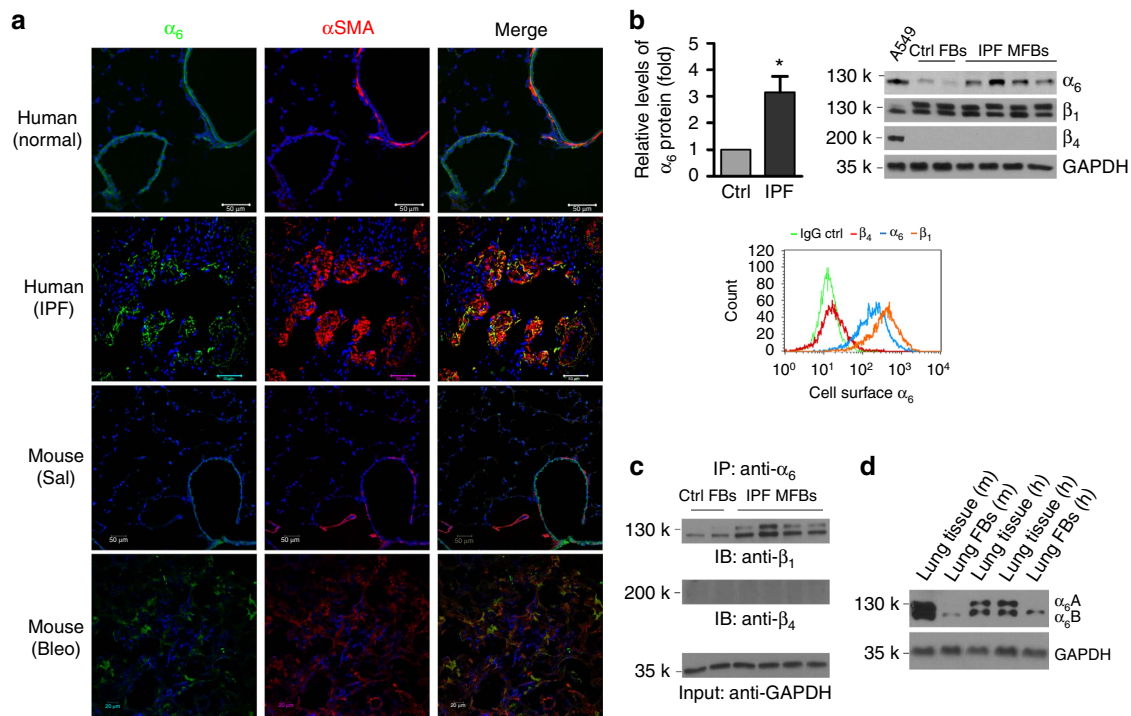 a
α6 αSMA Merge
Human
(normal)
50 µm 50 µm 50 µm
Human
(IPF)
Mouse
(Sal)
50 µm 50 µm 50 µm
Mouse
(Bleo)
20 µm 20 µm 20 µm
b
Relative levels of
α6 protein (fold)
5
4
3
2
1
0
*
Ctrl IPF
A549 Ctrl FBs IPF MFBs
130 k α6
130 k β1
200 k β4
35 k GAPDH
IgG ctrl β4 α6 β1
Count
120
100
80
60
40
20
0
10^0 10^1 10^2 10^3 10^4
Cell surface α6
c
IP: anti-α6
Ctrl FBs IPF MFBs
130 k
IB: anti-β1
200 k
IB: anti-β4
35 k
Input: anti-GAPDH
d
Lung tissue (m)
Lung FBs (m)
Lung tissue (h)
Lung tissue (h)
Lung FBs (h)
130 k α6A
α6B
35 k GAPDH